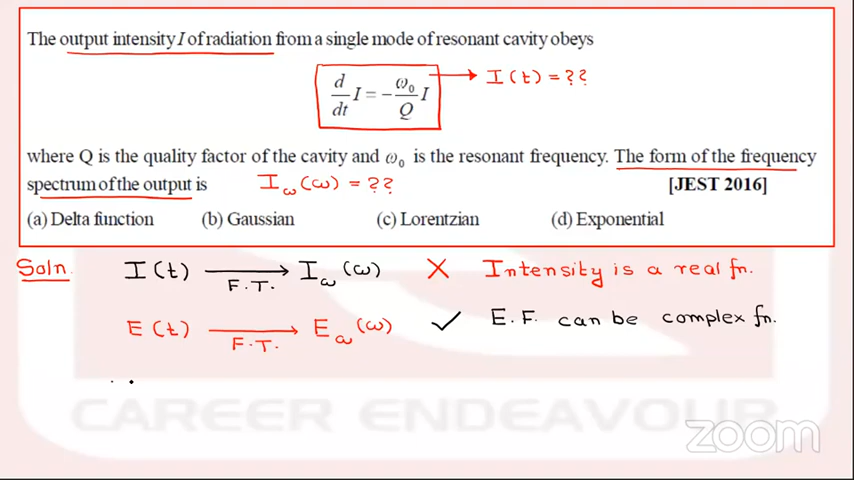 The output intensity I of radiation from a single mode of resonant cavity obeys
d/dt I = - ω₀/Q I → I(t) = ??
where Q is the quality factor of the cavity and ω₀ is the resonant frequency. The form of the frequency
spectrum of the output is I_ω(ω) = ?? [JEST 2016]
(a) Delta function (b) Gaussian (c) Lorentzian (d) Exponential
Soln. I(t) → F.T. I_ω(ω) ✗ Intensity is a real fn.
E(t) → F.T. E_ω(ω) ✓ E.F. can be complex fn.
CAREER ENDEAVOUR
zoom